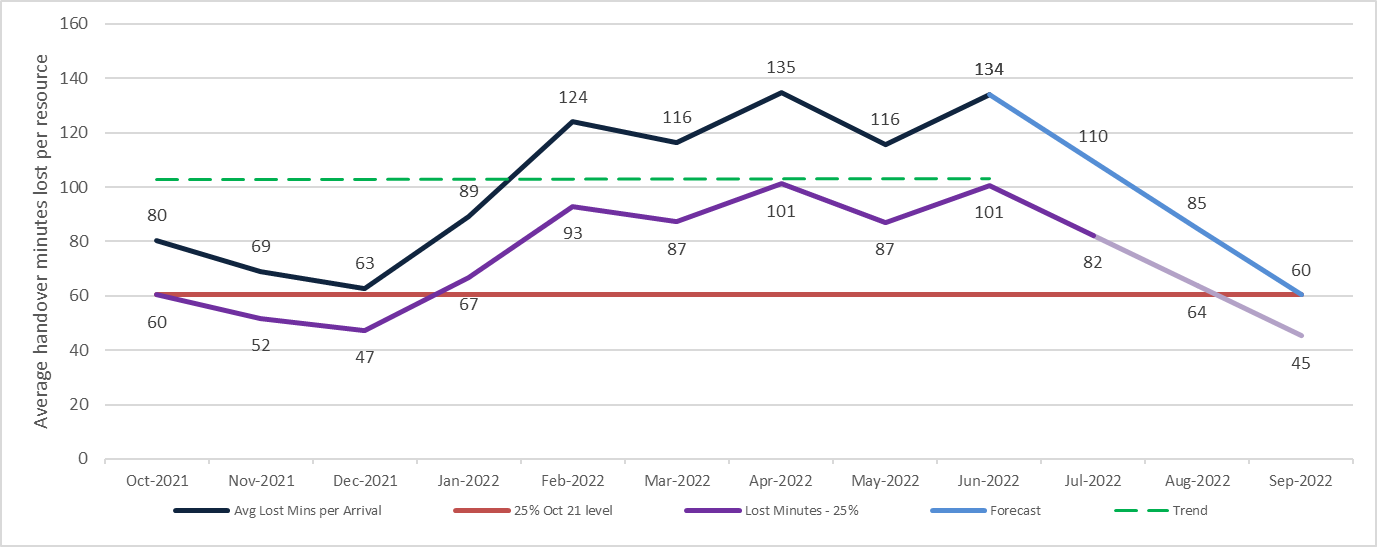 Average handover minutes lost per resource
160
140
120
100
80
60
40
20
0
80
69
63
89
124
116
135
116
134
110
85
60
60
52
47
67
93
87
101
87
101
82
64
45
Oct-2021
Nov-2021
Dec-2021
Jan-2022
Feb-2022
Mar-2022
Apr-2022
May-2022
Jun-2022
Jul-2022
Aug-2022
Sep-2022
Avg Lost Mins per Arrival
25% Oct 21 level
Lost Minutes - 25%
Forecast
Trend